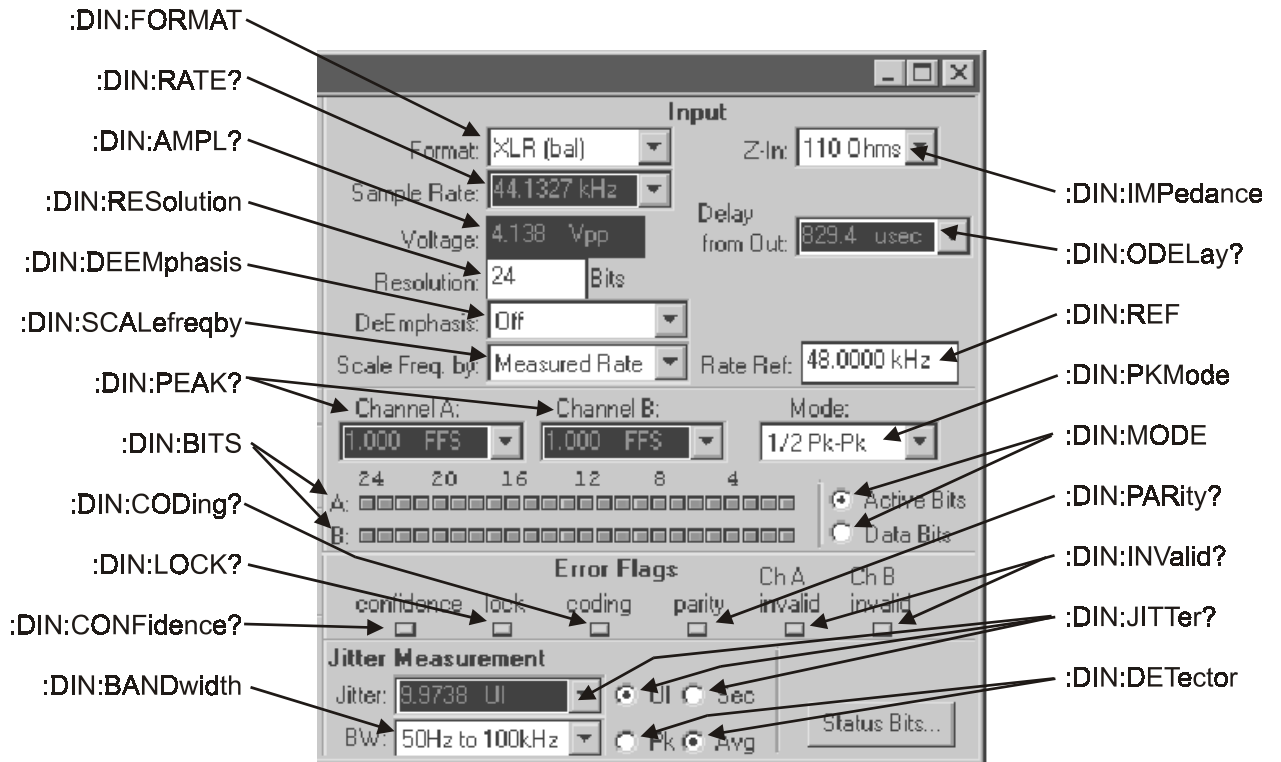 :DIN:FORMAT
:DIN:RATE?
:DIN:AMPL?
:DIN:RESolution
:DIN:DEEMphasis
:DIN:SCALefreqby
:DIN:PEAK?
:DIN:BITS
:DIN:CODing?
:DIN:LOCK?
:DIN:CONFidence?
:DIN:BANDwidth
Input
Format: XLR (bal) Z-In: 110 Ohms
Sample Rate: 44.1327 kHz
Delay
Voltage: 4.138 Vpp from Out: 829.4 usec
Resolution: 24 Bits
DeEmphasis: Off
Scale Freq. by: Measured Rate Rate Ref: 48.0000 kHz
Channel A: Channel B: Mode:
1.000 FFS 1.000 FFS 1/2 Pk-Pk
24 20 16 12 8 4
A: Active Bits
B: Data Bits
Error Flags
Ch A Ch B
confidence lock coding parity invalid invalid
Jitter Measurement
Jitter: 9.9738 UI UI Sec
BW: 50Hz to 100kHz Pk Avg
Status Bits...
:DIN:IMPedance
:DIN:ODELay?
:DIN:REF
:DIN:PKMode
:DIN:MODE
:DIN:PARity?
:DIN:INValid?
:DIN:JITTer?
:DIN:DETector